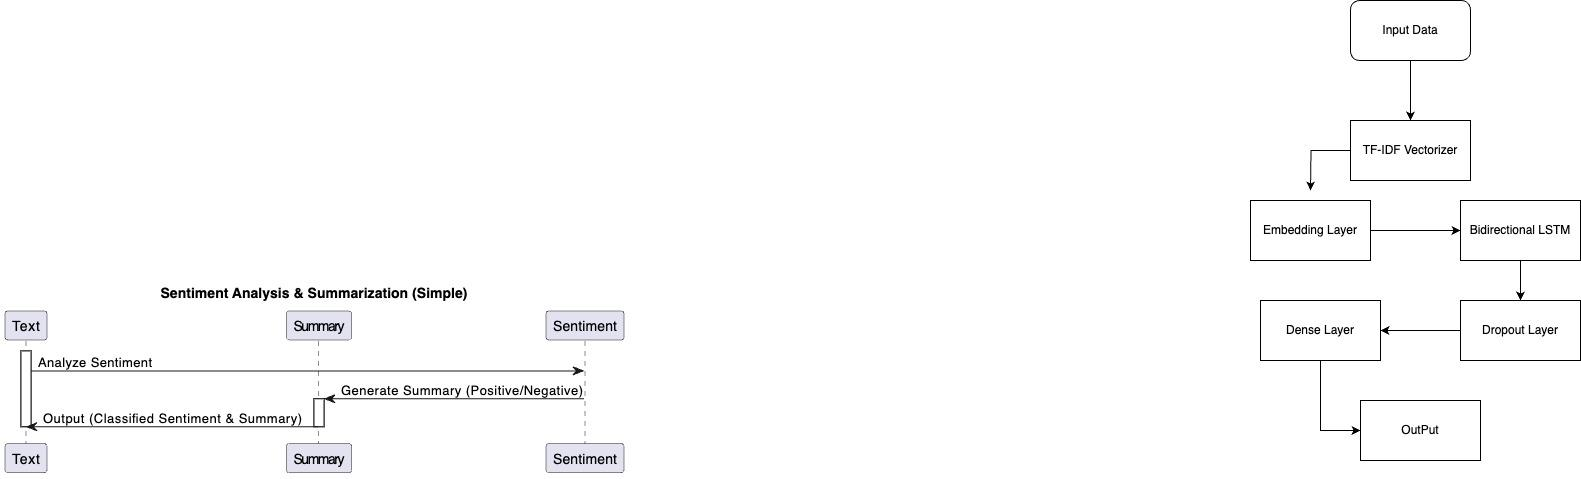 Sentiment Analysis & Summarization (Simple)
Text
Summary
Sentiment
Analyze Sentiment
Generate Summary (Positive/Negative)
Output (Classified Sentiment & Summary)
Text
Summary
Sentiment
Input Data
TF-IDF Vectorizer
Embedding Layer
Bidirectional LSTM
Dense Layer
Dropout Layer
OutPut